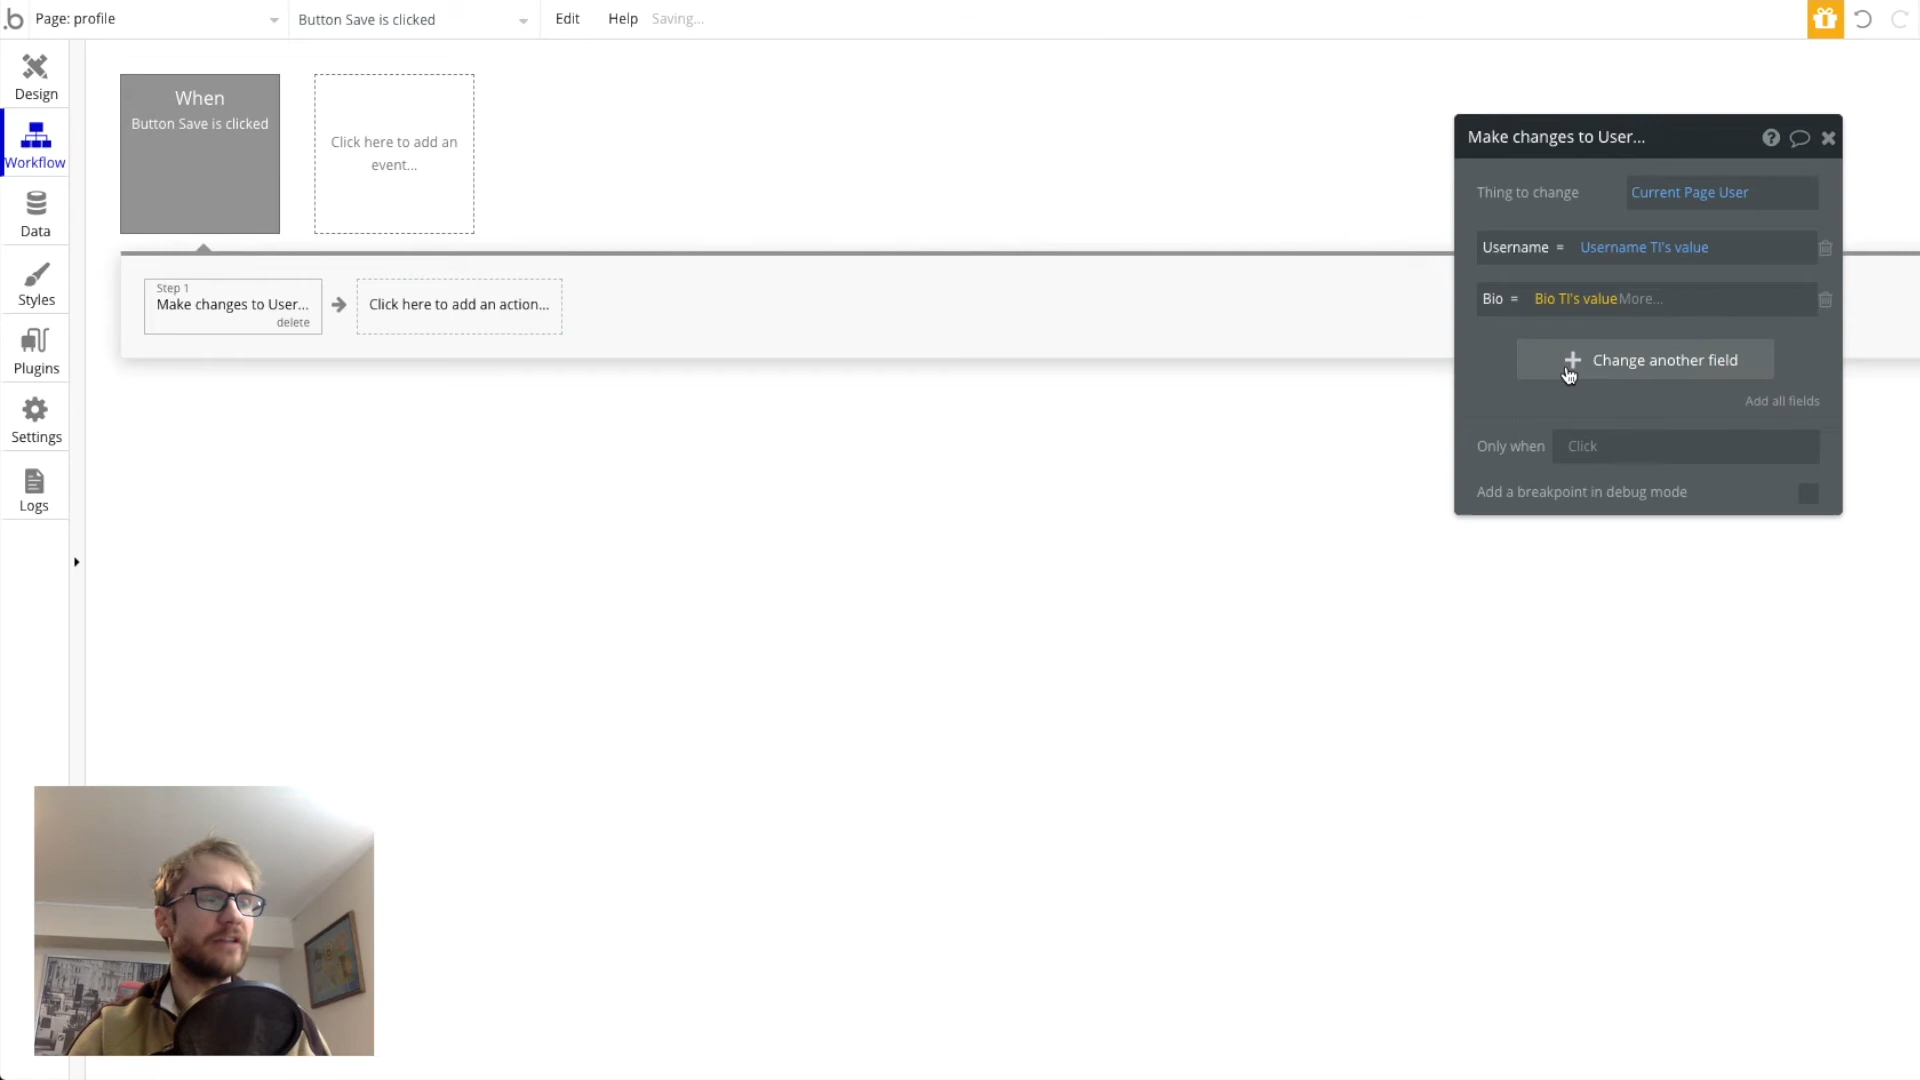 .b
Page: profile
Button Save is clicked
Edit
Help
Saving...
Design
Workflow
Data
Styles
Plugins
Settings
Logs
When
Button Save is clicked
Click here to add an
event...
Step 1
Make changes to User...
delete
Click here to add an action...
Make changes to User...
Thing to change
Current Page User
Username = Username TI's value
Bio = Bio TI's valueMore...
Change another field
Add all fields
Only when Click
Add a breakpoint in debug mode